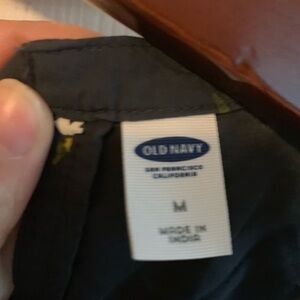 OLD NAVY
SAN FRANCISCO
CALIFORNIA
M
MADE IN
INDIA